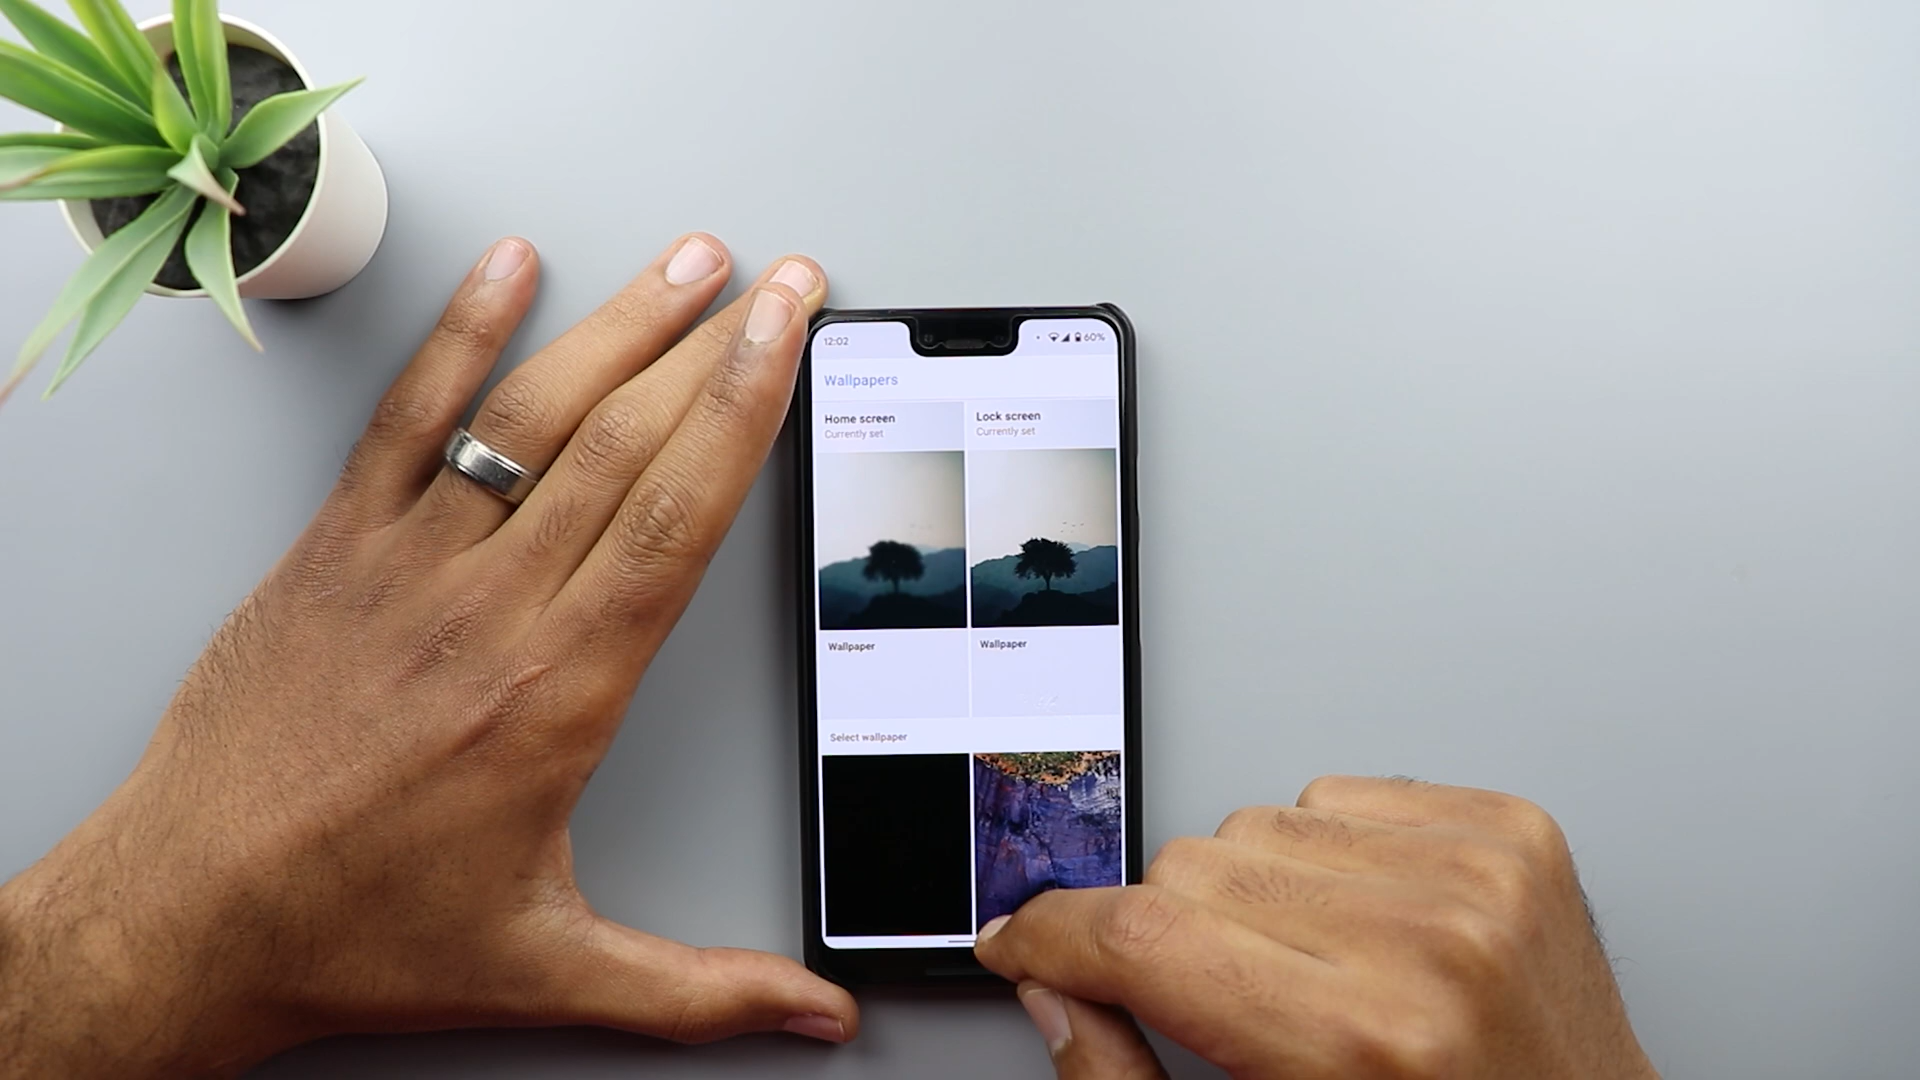 12:02 60%
Wallpapers
Home screen
Currently set
Lock screen
Currently set
Wallpaper
Wallpaper
Select wallpaper